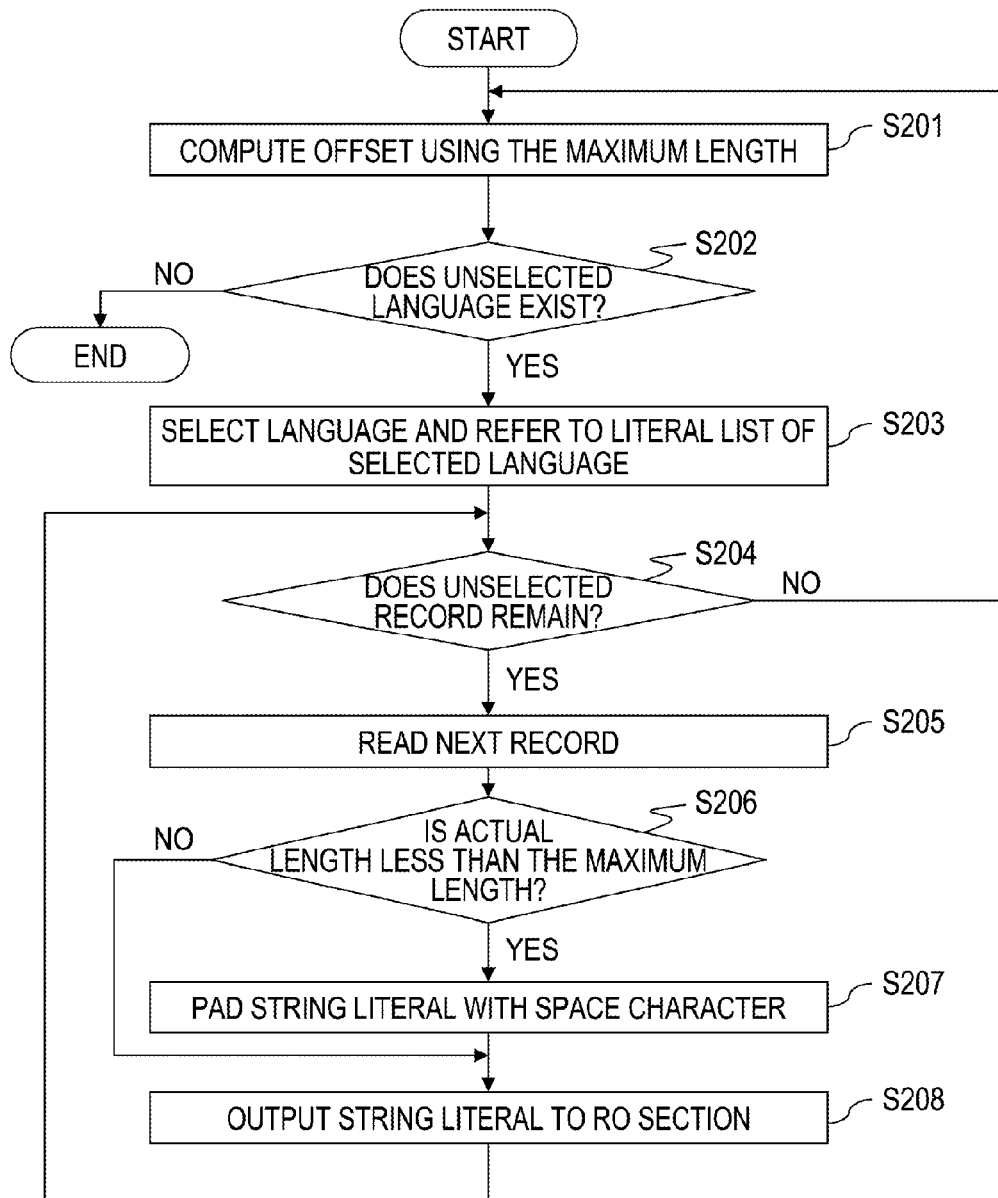 START
COMPUTE OFFSET USING THE MAXIMUM LENGTH
S201
DOES UNSELECTED
LANGUAGE EXIST?
S202
NO
END
YES
SELECT LANGUAGE AND REFER TO LITERAL LIST OF
SELECTED LANGUAGE
S203
DOES UNSELECTED
RECORD REMAIN?
S204
NO
YES
READ NEXT RECORD
S205
IS ACTUAL
LENGTH LESS THAN THE MAXIMUM
LENGTH?
S206
NO
YES
PAD STRING LITERAL WITH SPACE CHARACTER
S207
OUTPUT STRING LITERAL TO RO SECTION
S208